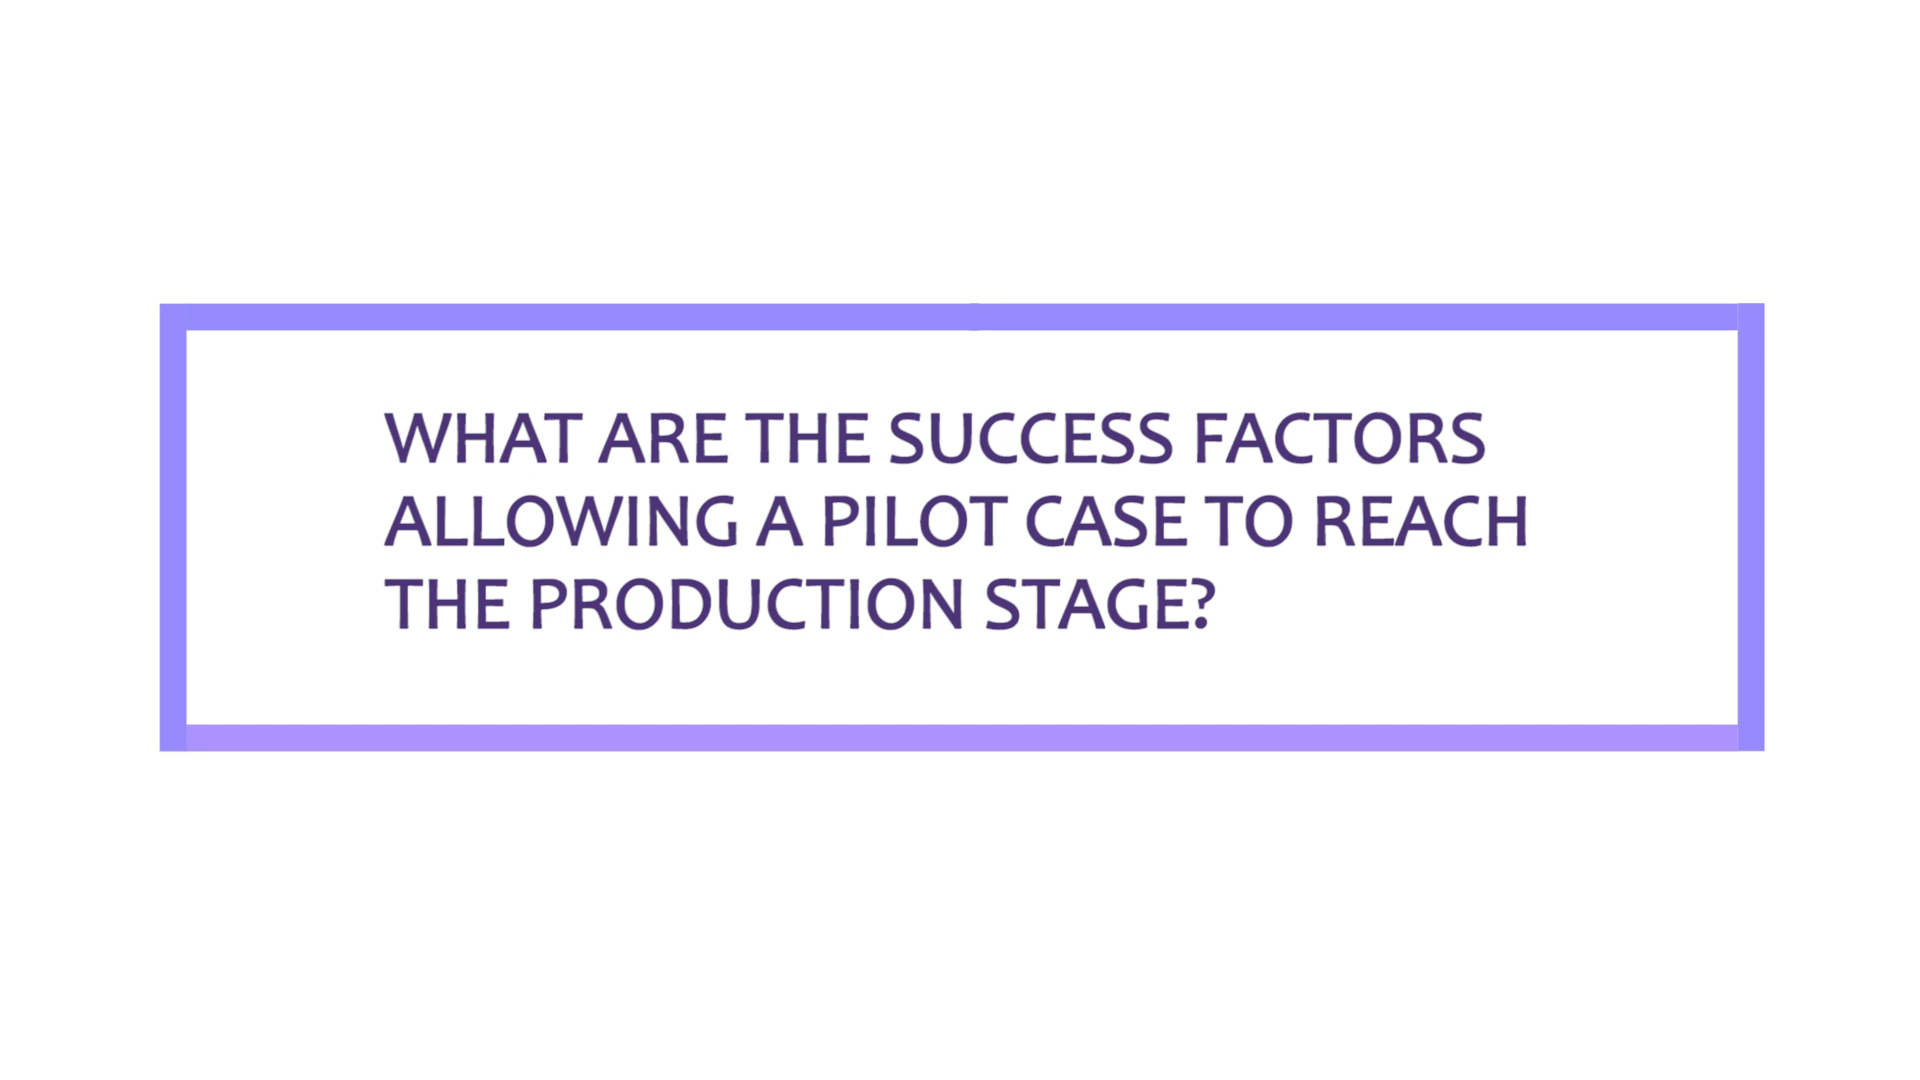 WHAT ARE THE SUCCESS FACTORS
ALLOWING A PILOT CASE TO REACH
THE PRODUCTION STAGE?